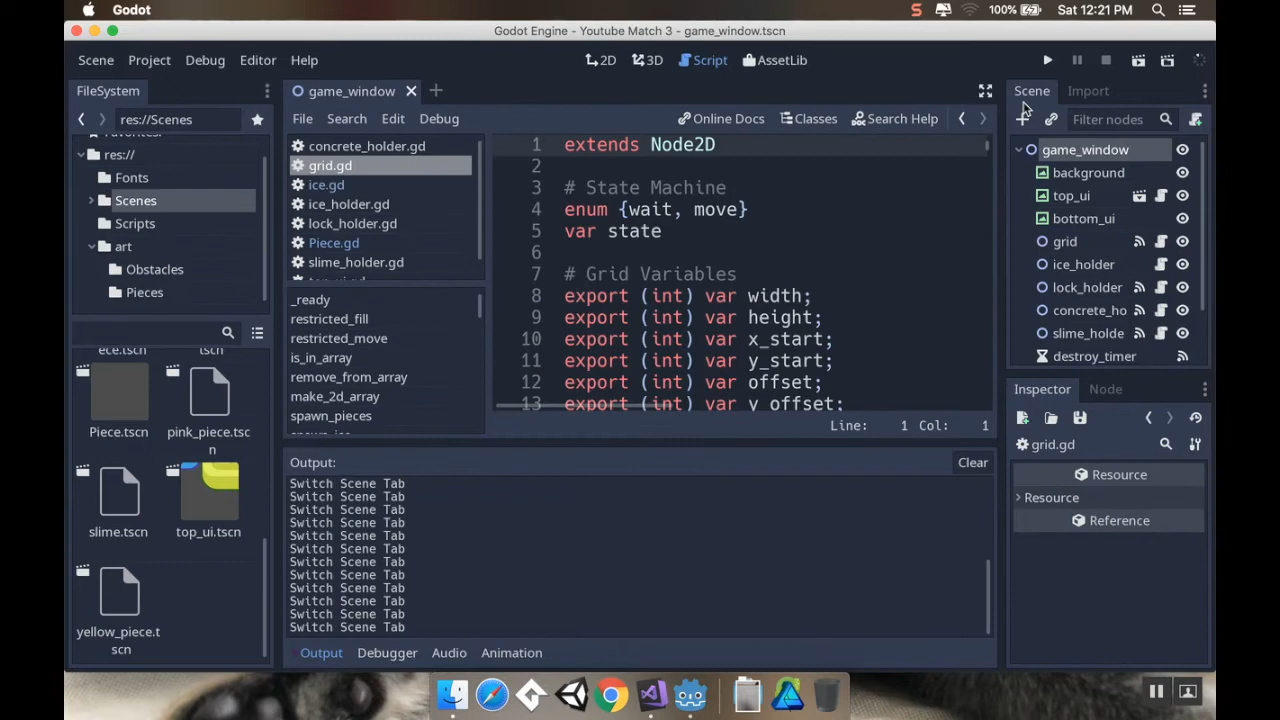 Godot
100%
Sat 12:21 PM
Godot Engine - Youtube Match 3 - game_window.tscn
Scene Project Debug Editor Help
2D 3D Script AssetLib
FileSystem
res://Scenes
res://
Fonts
Scenes
Scripts
art
Obstacles
Pieces
ece.tscn
tscn
Piece.tscn
pink_piece.tsc
n
slime.tscn
top_ui.tscn
yellow_piece.t
scn
game_window
File Search Edit Debug
Online Docs Classes Search Help
concrete_holder.gd
grid.gd
ice.gd
ice_holder.gd
lock_holder.gd
Piece.gd
slime_holder.gd
_ready
restricted_fill
restricted_move
is_in_array
remove_from_array
make_2d_array
spawn_pieces
1 extends Node2D
2
3 # State Machine
4 enum {wait, move}
5 var state
6
7 # Grid Variables
8 export (int) var width;
9 export (int) var height;
10 export (int) var x_start;
11 export (int) var y_start;
12 export (int) var offset;
13 export (int) var y_offset;
Line: 1 Col: 1
Output:
Clear
Switch Scene Tab
Switch Scene Tab
Switch Scene Tab
Switch Scene Tab
Switch Scene Tab
Switch Scene Tab
Switch Scene Tab
Switch Scene Tab
Switch Scene Tab
Switch Scene Tab
Switch Scene Tab
Switch Scene Tab
Output Debugger Audio Animation
Scene Import
Filter nodes
game_window
background
top_ui
bottom_ui
grid
ice_holder
lock_holder
concrete_ho
slime_holde
destroy_timer
Inspector Node
grid.gd
Resource
Resource
Reference